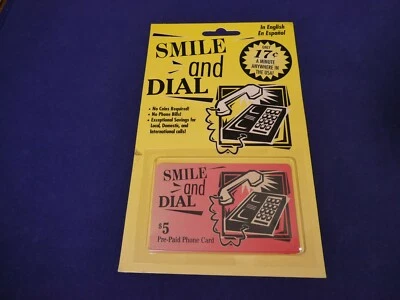 In English
En Español
SMILE
and
DIAL
ONLY
17¢
A MINUTE
ANYWHERE IN
THE USA!
• No Coins Required!
• No Phone Bills!
• Exceptional Savings for
Local, Domestic, and
International calls!
SMILE
and
DIAL
$5
Pre-Paid Phone Card